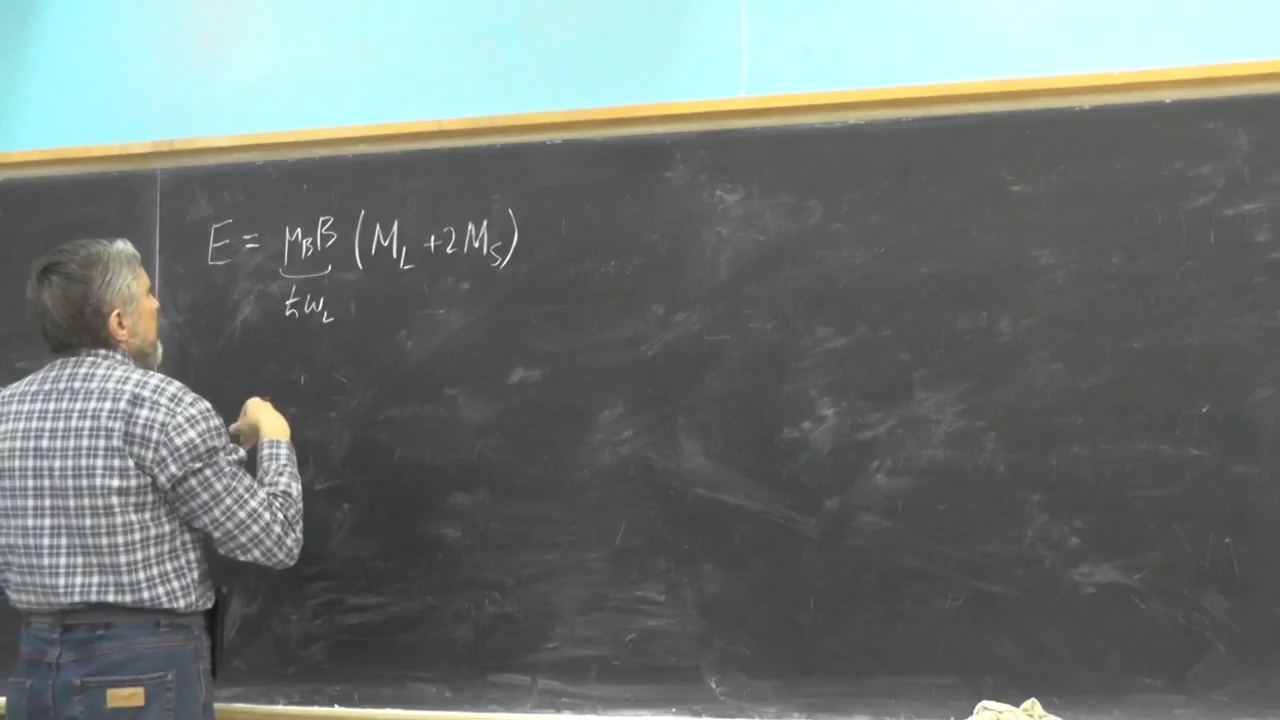 E = μ_B B (M_L + 2M_S)
ħω_L